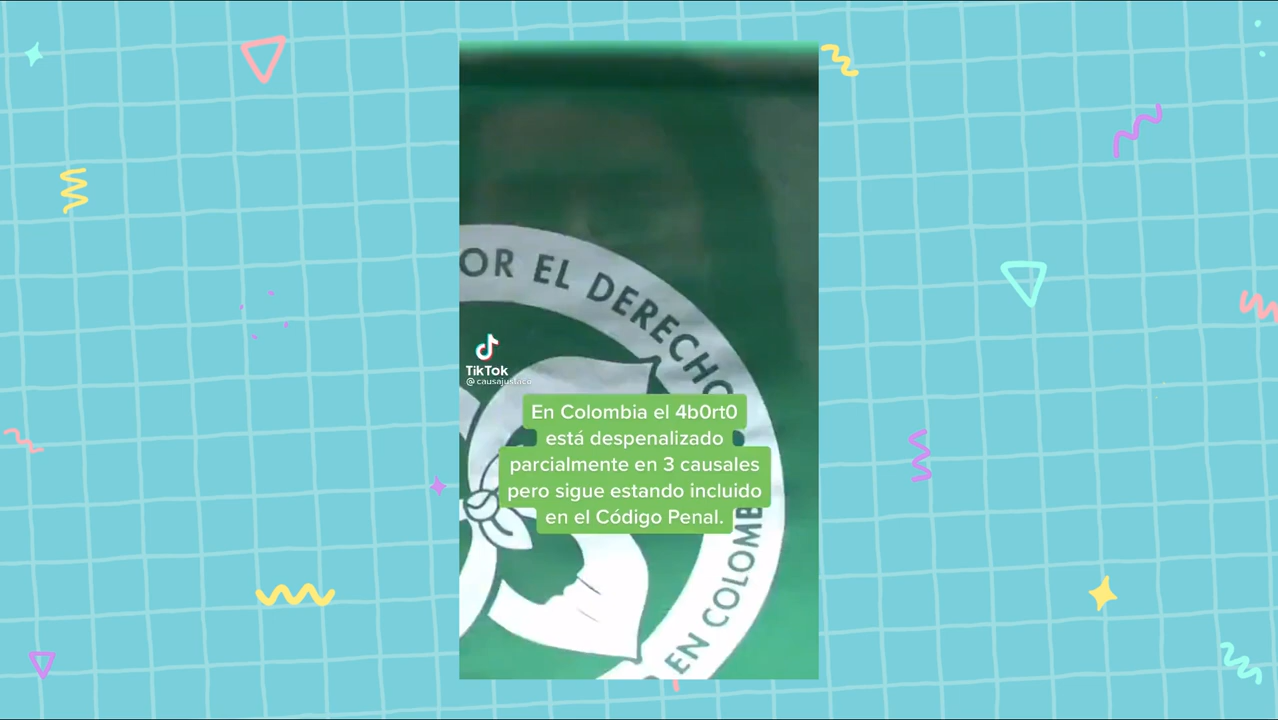 OR EL DERECHO
TikTok
@causajustaco
En Colombia el 4b0rt0
está despenalizado
parcialmente en 3 causales
pero sigue estando incluido
en el Código Penal.
EN COLOMB